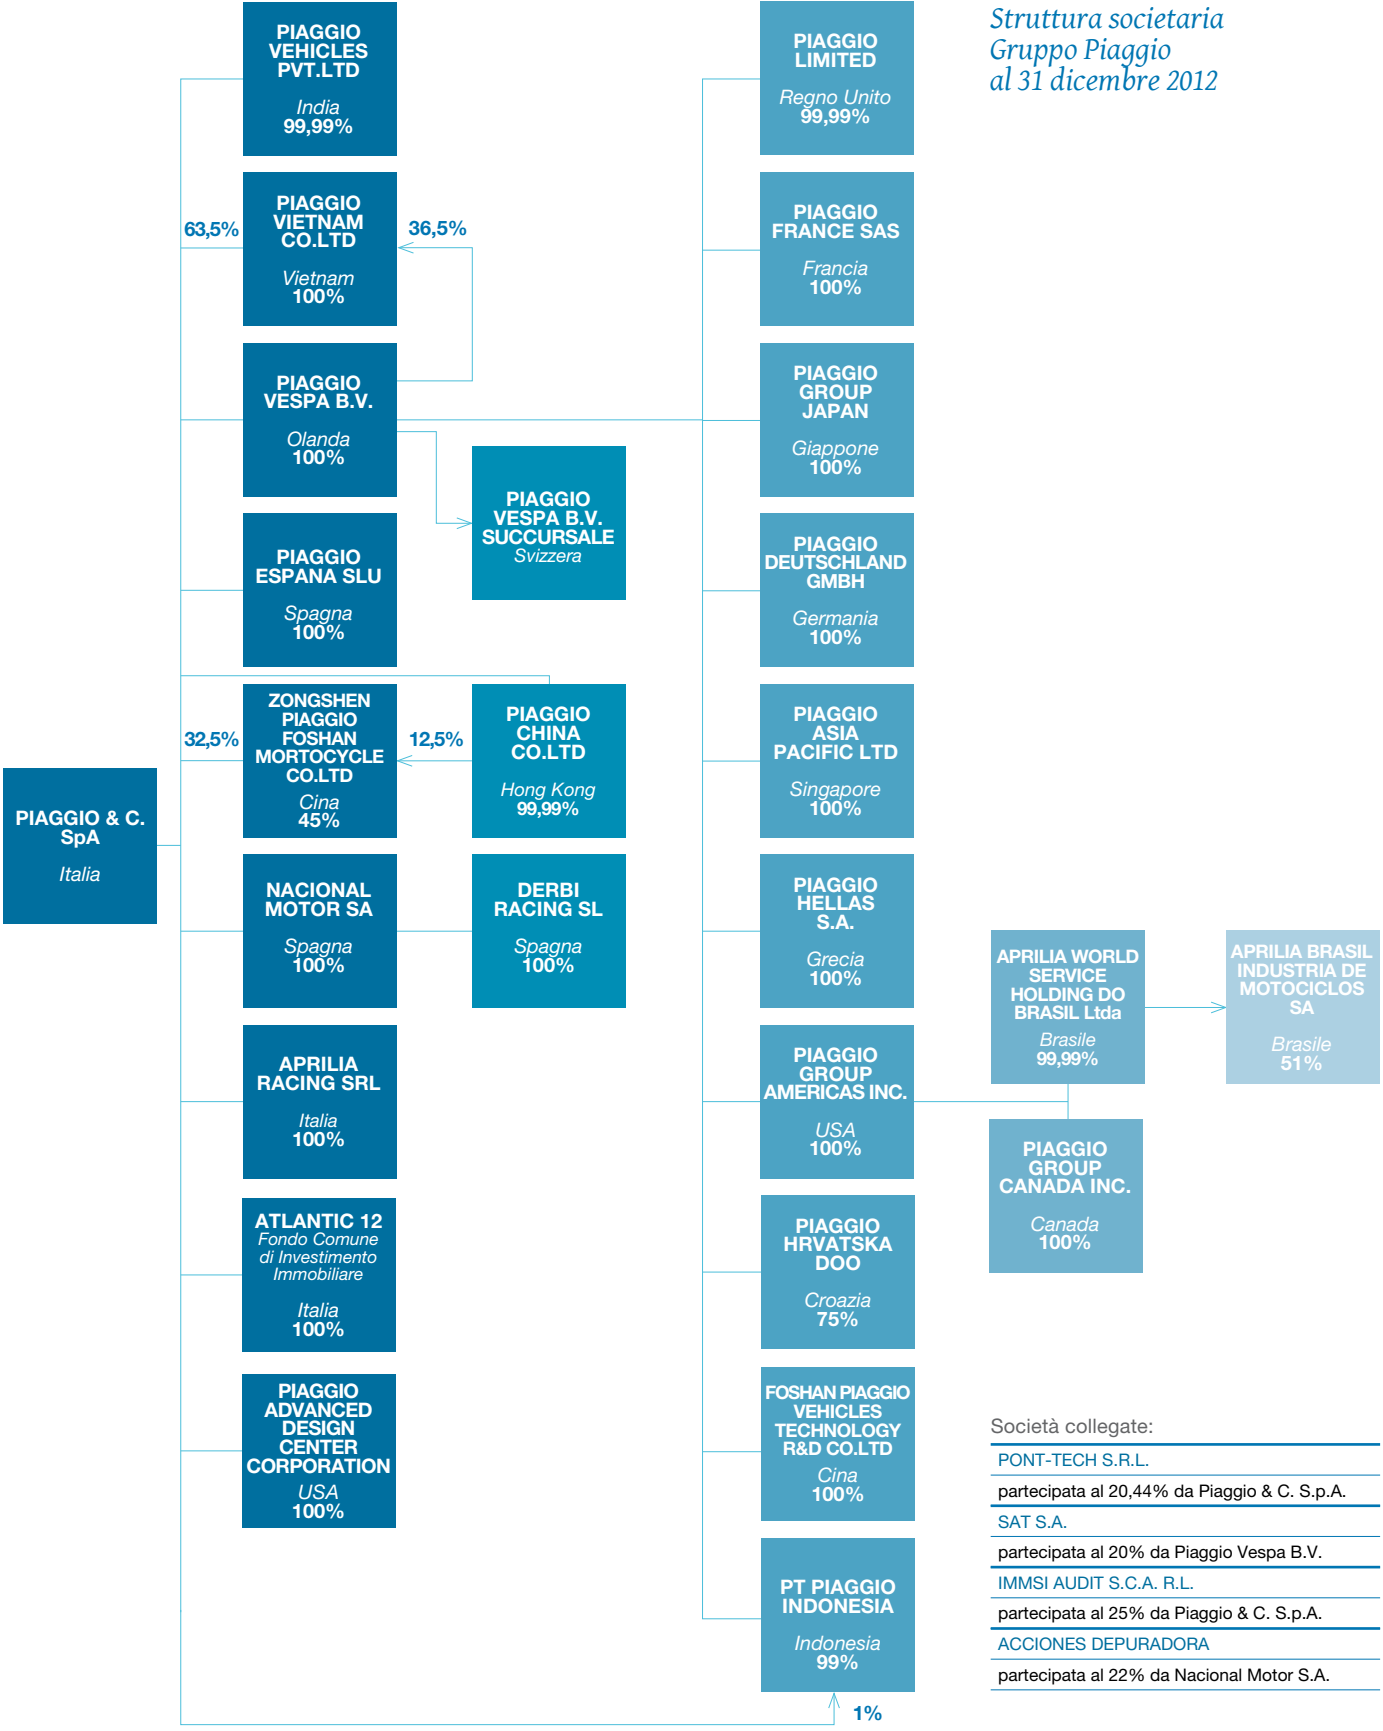 Struttura societaria
Gruppo Piaggio
al 31 dicembre 2012
PIAGGIO & C.
SpA
Italia
PIAGGIO
VEHICLES
PVT.LTD
India
99,99%
63,5%
PIAGGIO
VIETNAM
CO.LTD
Vietnam
100%
36,5%
PIAGGIO
VESPA B.V.
Olanda
100%
PIAGGIO
VESPA B.V.
SUCCURSALE
Svizzera
PIAGGIO
ESPANA SLU
Spagna
100%
32,5%
ZONGSHEN
PIAGGIO
FOSHAN
MORTOCYCLE
CO.LTD
Cina
45%
12,5%
PIAGGIO
CHINA
CO.LTD
Hong Kong
99,99%
NACIONAL
MOTOR SA
Spagna
100%
DERBI
RACING SL
Spagna
100%
APRILIA
RACING SRL
Italia
100%
ATLANTIC 12
Fondo Comune
di Investimento
Immobiliare
Italia
100%
PIAGGIO
ADVANCED
DESIGN
CENTER
CORPORATION
USA
100%
PIAGGIO
LIMITED
Regno Unito
99,99%
PIAGGIO
FRANCE SAS
Francia
100%
PIAGGIO
GROUP
JAPAN
Giappone
100%
PIAGGIO
DEUTSCHLAND
GMBH
Germania
100%
PIAGGIO
ASIA
PACIFIC LTD
Singapore
100%
PIAGGIO
HELLAS
S.A.
Grecia
100%
PIAGGIO
GROUP
AMERICAS INC.
USA
100%
APRILIA WORLD
SERVICE
HOLDING DO
BRASIL Ltda
Brasile
99,99%
APRILIA BRASIL
INDUSTRIA DE
MOTOCICLOS
SA
Brasile
51%
PIAGGIO
GROUP
CANADA INC.
Canada
100%
PIAGGIO
HRVATSKA
DOO
Croazia
75%
FOSHAN PIAGGIO
VEHICLES
TECHNOLOGY
R&D CO.LTD
Cina
100%
PT PIAGGIO
INDONESIA
Indonesia
99%
1%
Società collegate:
PONT-TECH S.R.L.
partecipata al 20,44% da Piaggio & C. S.p.A.
SAT S.A.
partecipata al 20% da Piaggio Vespa B.V.
IMMSI AUDIT S.C.A. R.L.
partecipata al 25% da Piaggio & C. S.p.A.
ACCIONES DEPURADORA
partecipata al 22% da Nacional Motor S.A.